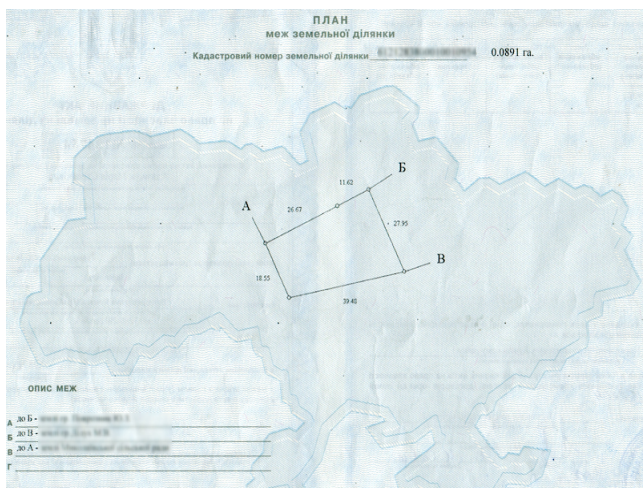 ПЛАН
меж земельної ділянки
Кадастровий номер земельної ділянки 0.0891 га.
Б
11.62
А
26.67
27.95
В
18.55
39.48
ОПИС МЕЖ
А до Б -
Б до В -
В до А -
Г